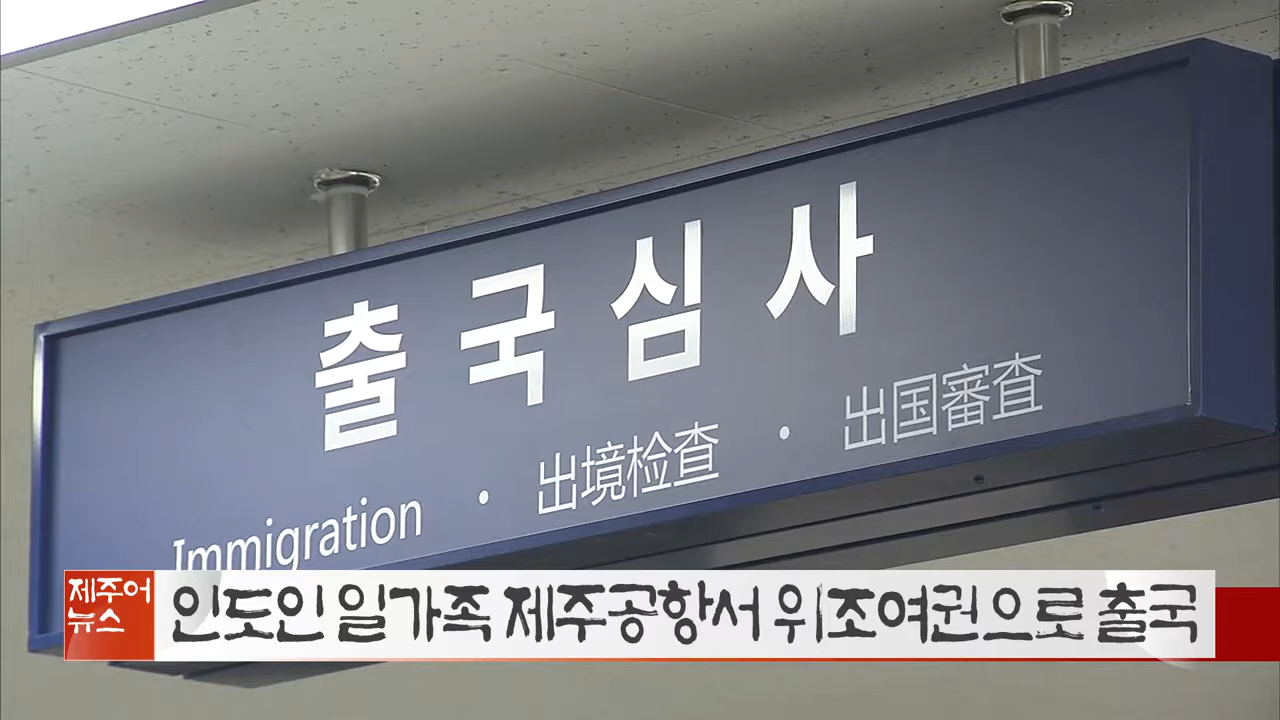 출국심사
Immigration · 出境检查 · 出国審査
제주어
뉴스
인도인 일가족 제주공항서 위조여권으로 출국